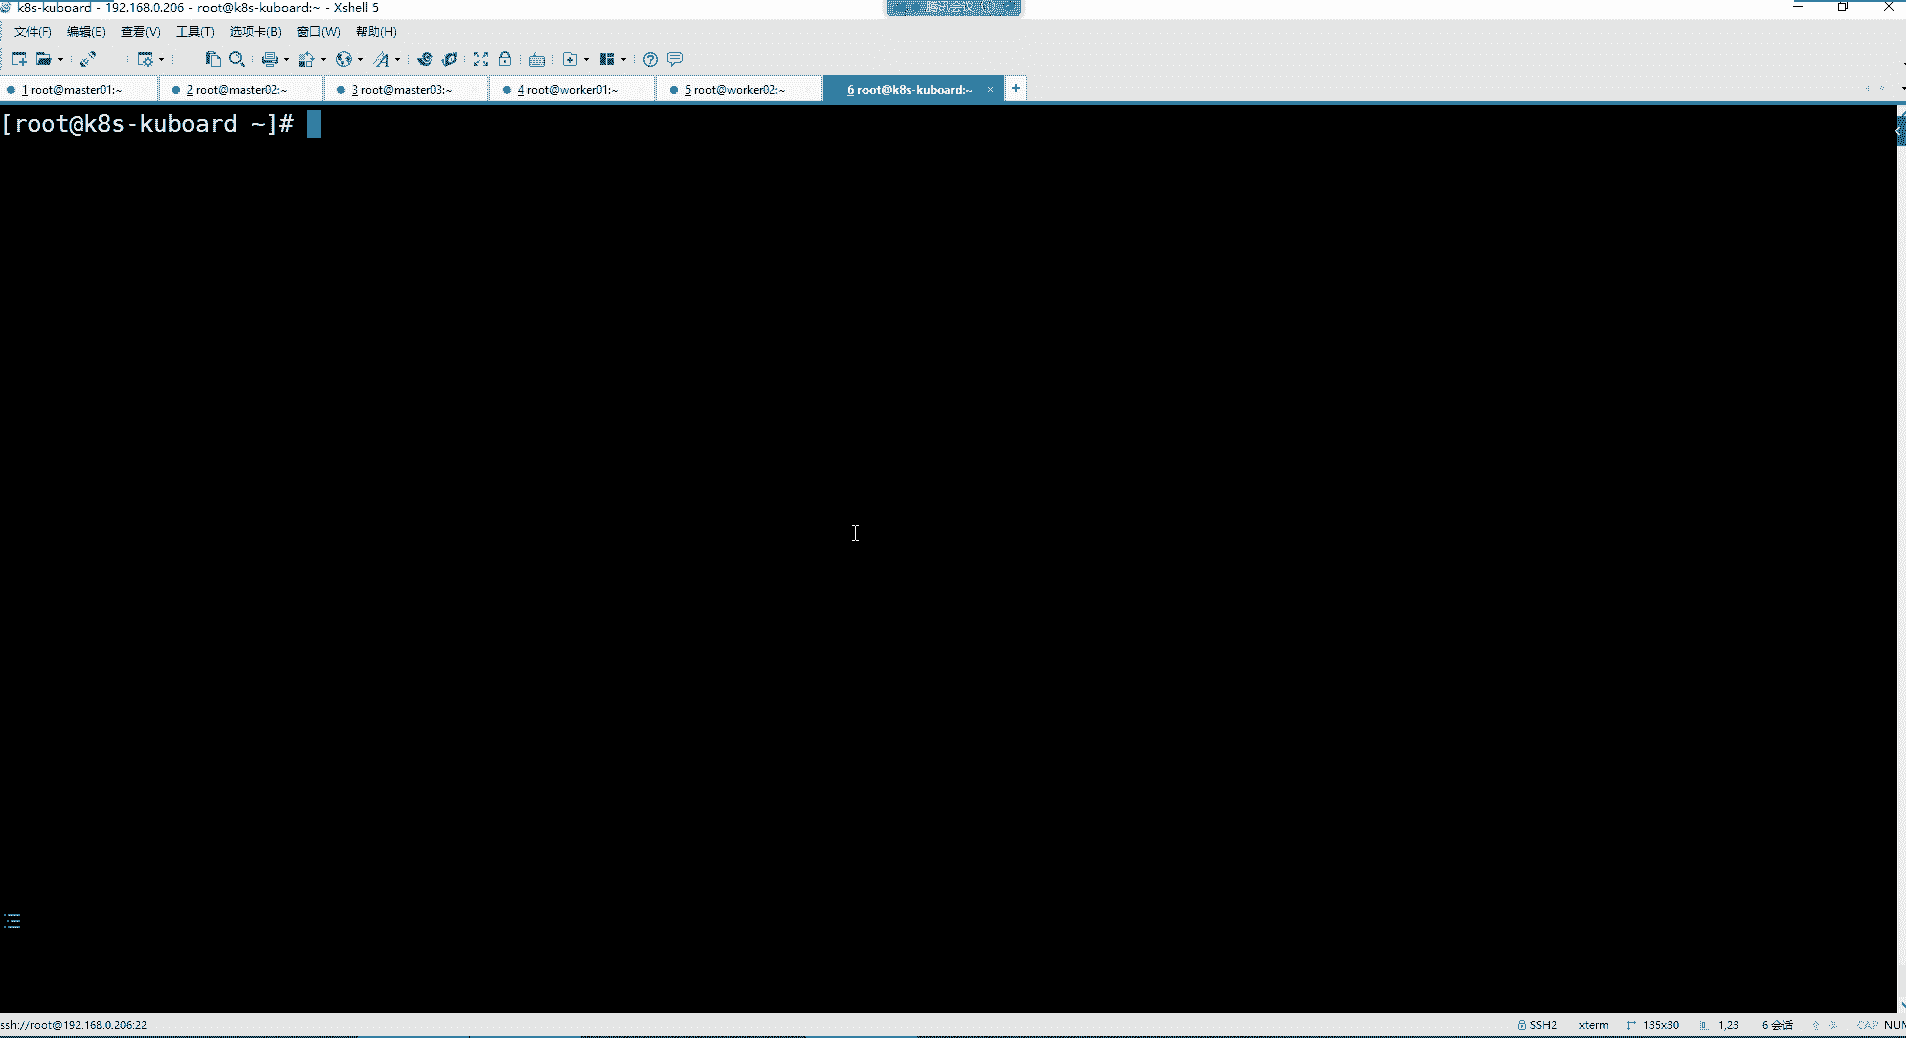 k8s-kuboard - 192.168.0.206 - root@k8s-kuboard:~ - Xshell 5
腾讯会议
文件(F) 编辑(E) 查看(V) 工具(T) 选项卡(B) 窗口(W) 帮助(H)
1 root@master01:~ 2 root@master02:~ 3 root@master03:~ 4 root@worker01:~ 5 root@worker02:~ 6 root@k8s-kuboard:~ × +
[root@k8s-kuboard ~]#
ssh://root@192.168.0.206:22 SSH2 xterm 135x30 1,23 6 会话 CAP NUM